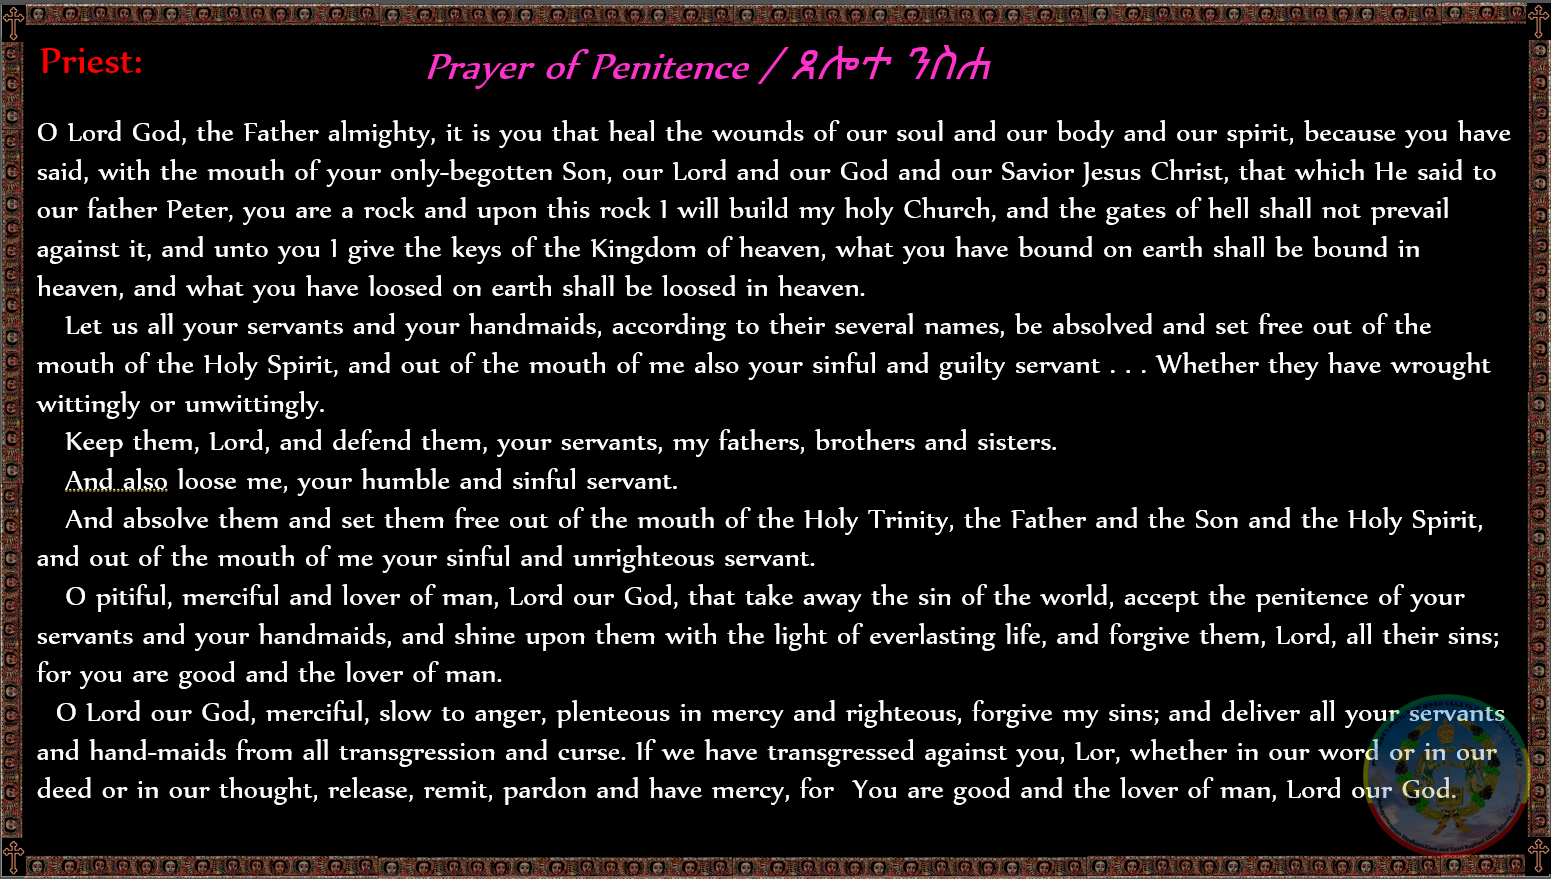 Priest:
Prayer of Penitence / ጸሎተ ንስሐ
O Lord God, the Father almighty, it is you that heal the wounds of our soul and our body and our spirit, because you have
said, with the mouth of your only-begotten Son, our Lord and our God and our Savior Jesus Christ, that which He said to
our father Peter, you are a rock and upon this rock I will build my holy Church, and the gates of hell shall not prevail
against it, and unto you I give the keys of the Kingdom of heaven, what you have bound on earth shall be bound in
heaven, and what you have loosed on earth shall be loosed in heaven.
Let us all your servants and your handmaids, according to their several names, be absolved and set free out of the
mouth of the Holy Spirit, and out of the mouth of me also your sinful and guilty servant . . . Whether they have wrought
wittingly or unwittingly.
Keep them, Lord, and defend them, your servants, my fathers, brothers and sisters.
And also loose me, your humble and sinful servant.
And absolve them and set them free out of the mouth of the Holy Trinity, the Father and the Son and the Holy Spirit,
and out of the mouth of me your sinful and unrighteous servant.
O pitiful, merciful and lover of man, Lord our God, that take away the sin of the world, accept the penitence of your
servants and your handmaids, and shine upon them with the light of everlasting life, and forgive them, Lord, all their sins;
for you are good and the lover of man.
O Lord our God, merciful, slow to anger, plenteous in mercy and righteous, forgive my sins; and deliver all your servants
and hand-maids from all transgression and curse. If we have transgressed against you, Lor, whether in our word or in our
deed or in our thought, release, remit, pardon and have mercy, for  You are good and the lover of man, Lord our God.